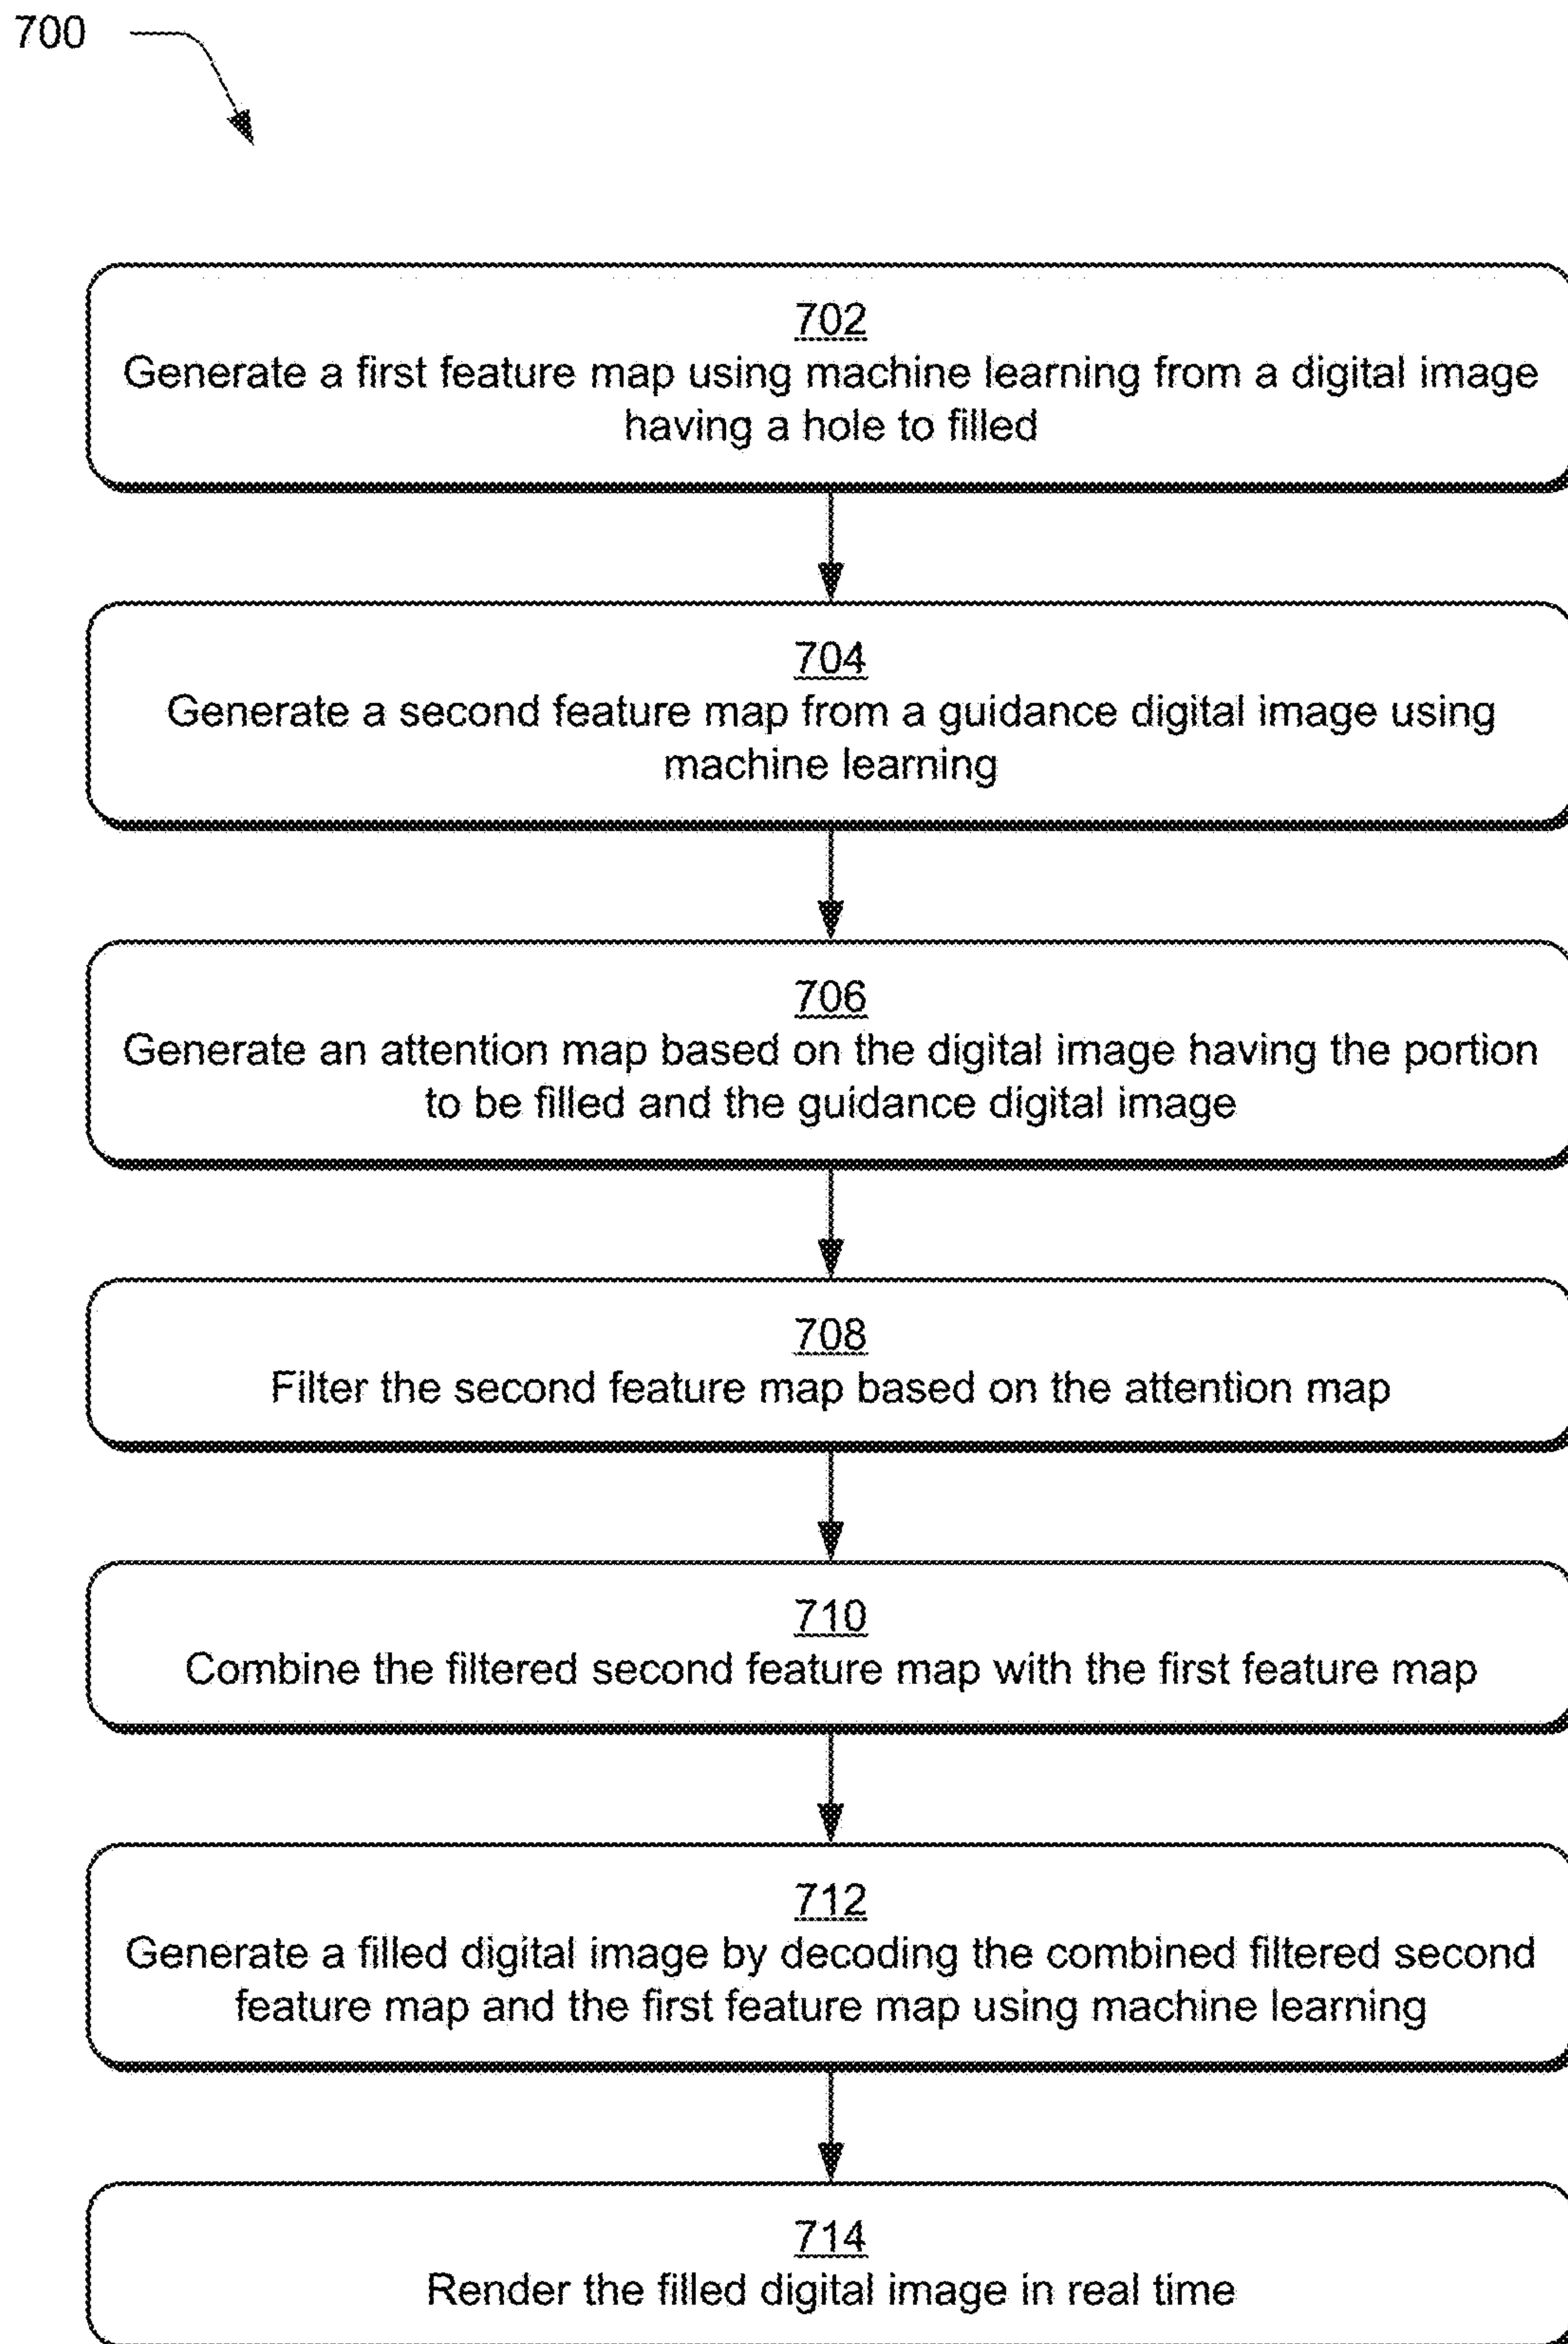 700
702
Generate a first feature map using machine learning from a digital image
having a hole to filled
704
Generate a second feature map from a guidance digital image using
machine learning
706
Generate an attention map based on the digital image having the portion
to be filled and the guidance digital image
708
Filter the second feature map based on the attention map
710
Combine the filtered second feature map with the first feature map
712
Generate a filled digital image by decoding the combined filtered second
feature map and the first feature map using machine learning
714
Render the filled digital image in real time